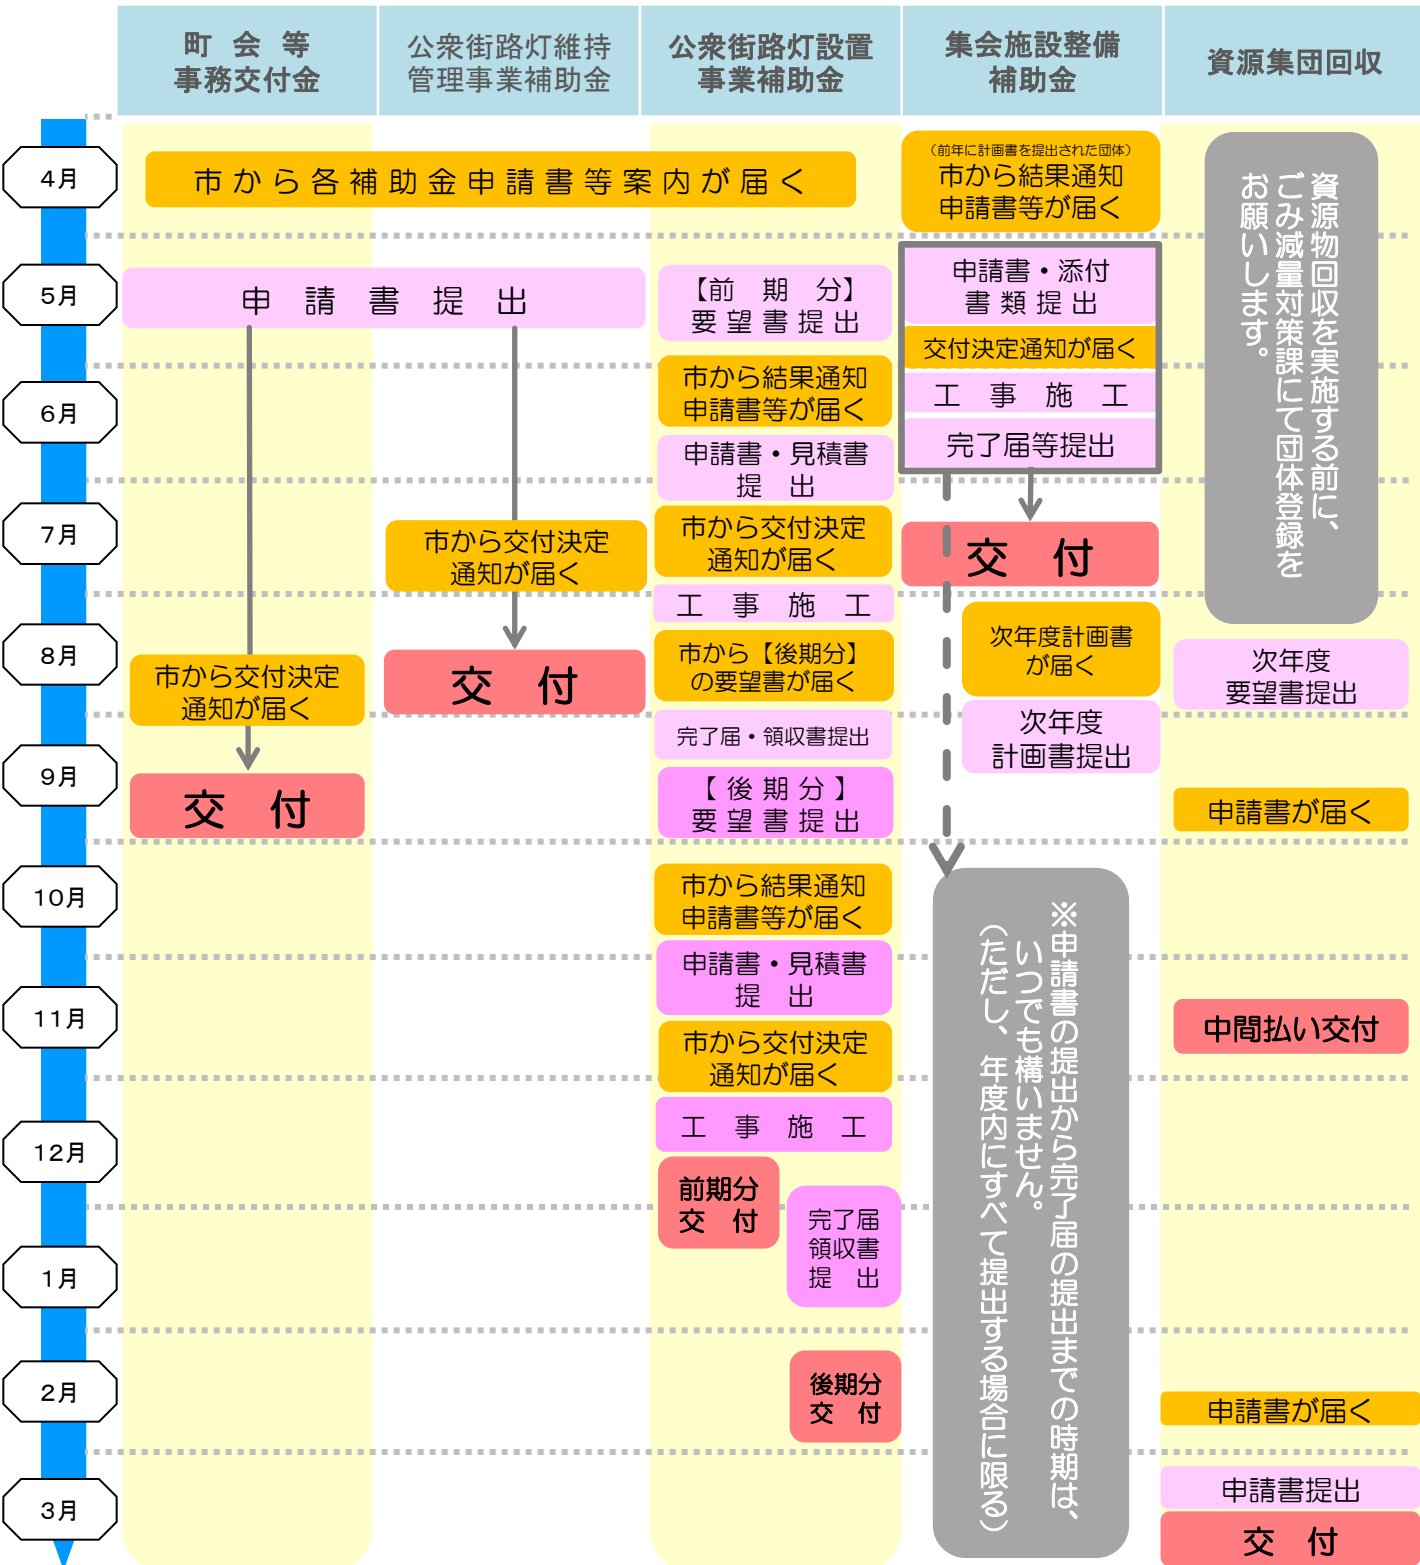 町会等
事務交付金
公衆街路灯維持
管理事業補助金
公衆街路灯設置
事業補助金
集会施設整備
補助金
資源集団回収
4月
市から各補助金申請書等案内が届く
(前年に計画書を提出された団体)
市から結果通知
申請書等が届く
資源物回収を実施する前に、
ごみ減量対策課にて団体登録を
お願いします。
5月
申請書提出
【前期分】
要望書提出
申請書・添付
書類提出
交付決定通知が届く
6月
市から結果通知
申請書等が届く
工事施工
申請書・見積書
提出
完了届等提出
7月
市から交付決定
通知が届く
市から交付決定
通知が届く
交付
工事施工
8月
市から交付決定
通知が届く
交付
市から【後期分】
の要望書が届く
次年度計画書
が届く
次年度
要望書提出
完了届・領収書提出
次年度
計画書提出
9月
交付
【後期分】
要望書提出
申請書が届く
10月
市から結果通知
申請書等が届く
※申請書の提出から完了届の提出までの時期は、
いつでも構いません。
(ただし、年度内にすべて提出する場合に限る)
申請書・見積書
提出
11月
市から交付決定
通知が届く
中間払い交付
工事施工
12月
前期分
交付
完了届
領収書
提出
1月
2月
後期分
交付
申請書が届く
3月
申請書提出
交付